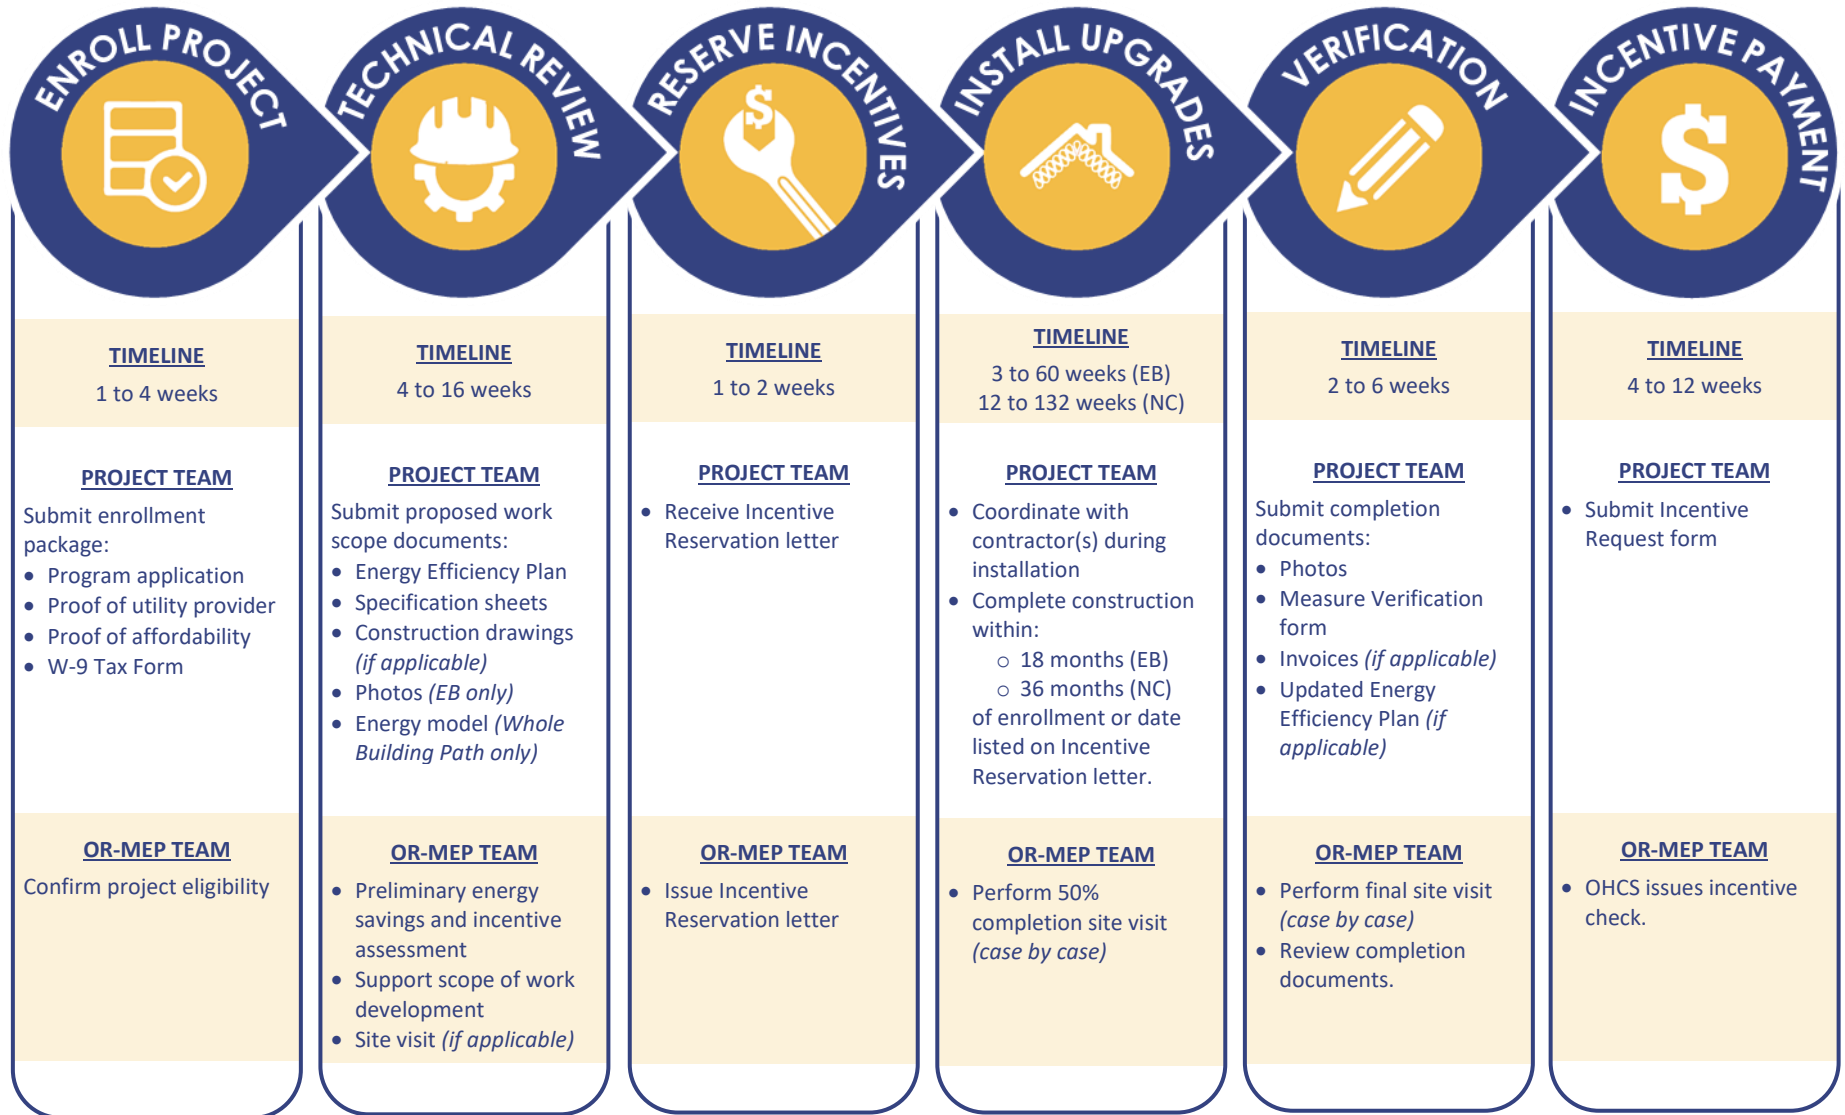 ENROLL PROJECT
TIMELINE
1 to 4 weeks
PROJECT TEAM
Submit enrollment
package:
• Program application
• Proof of utility provider
• Proof of affordability
• W-9 Tax Form
OR-MEP TEAM
Confirm project eligibility
TECHNICAL REVIEW
TIMELINE
4 to 16 weeks
PROJECT TEAM
Submit proposed work
scope documents:
• Energy Efficiency Plan
• Specification sheets
• Construction drawings
(if applicable)
• Photos (EB only)
• Energy model (Whole
Building Path only)
OR-MEP TEAM
• Preliminary energy
savings and incentive
assessment
• Support scope of work
development
• Site visit (if applicable)
RESERVE INCENTIVES
$
TIMELINE
1 to 2 weeks
PROJECT TEAM
• Receive Incentive
Reservation letter
OR-MEP TEAM
• Issue Incentive
Reservation letter
INSTALL UPGRADES
TIMELINE
3 to 60 weeks (EB)
12 to 132 weeks (NC)
PROJECT TEAM
• Coordinate with
contractor(s) during
installation
• Complete construction
within:
○ 18 months (EB)
○ 36 months (NC)
of enrollment or date
listed on Incentive
Reservation letter.
OR-MEP TEAM
• Perform 50%
completion site visit
(case by case)
VERIFICATION
TIMELINE
2 to 6 weeks
PROJECT TEAM
Submit completion
documents:
• Photos
• Measure Verification
form
• Invoices (if applicable)
• Updated Energy
Efficiency Plan (if
applicable)
OR-MEP TEAM
• Perform final site visit
(case by case)
• Review completion
documents.
INCENTIVE PAYMENT
$
TIMELINE
4 to 12 weeks
PROJECT TEAM
• Submit Incentive
Request form
OR-MEP TEAM
• OHCS issues incentive
check.